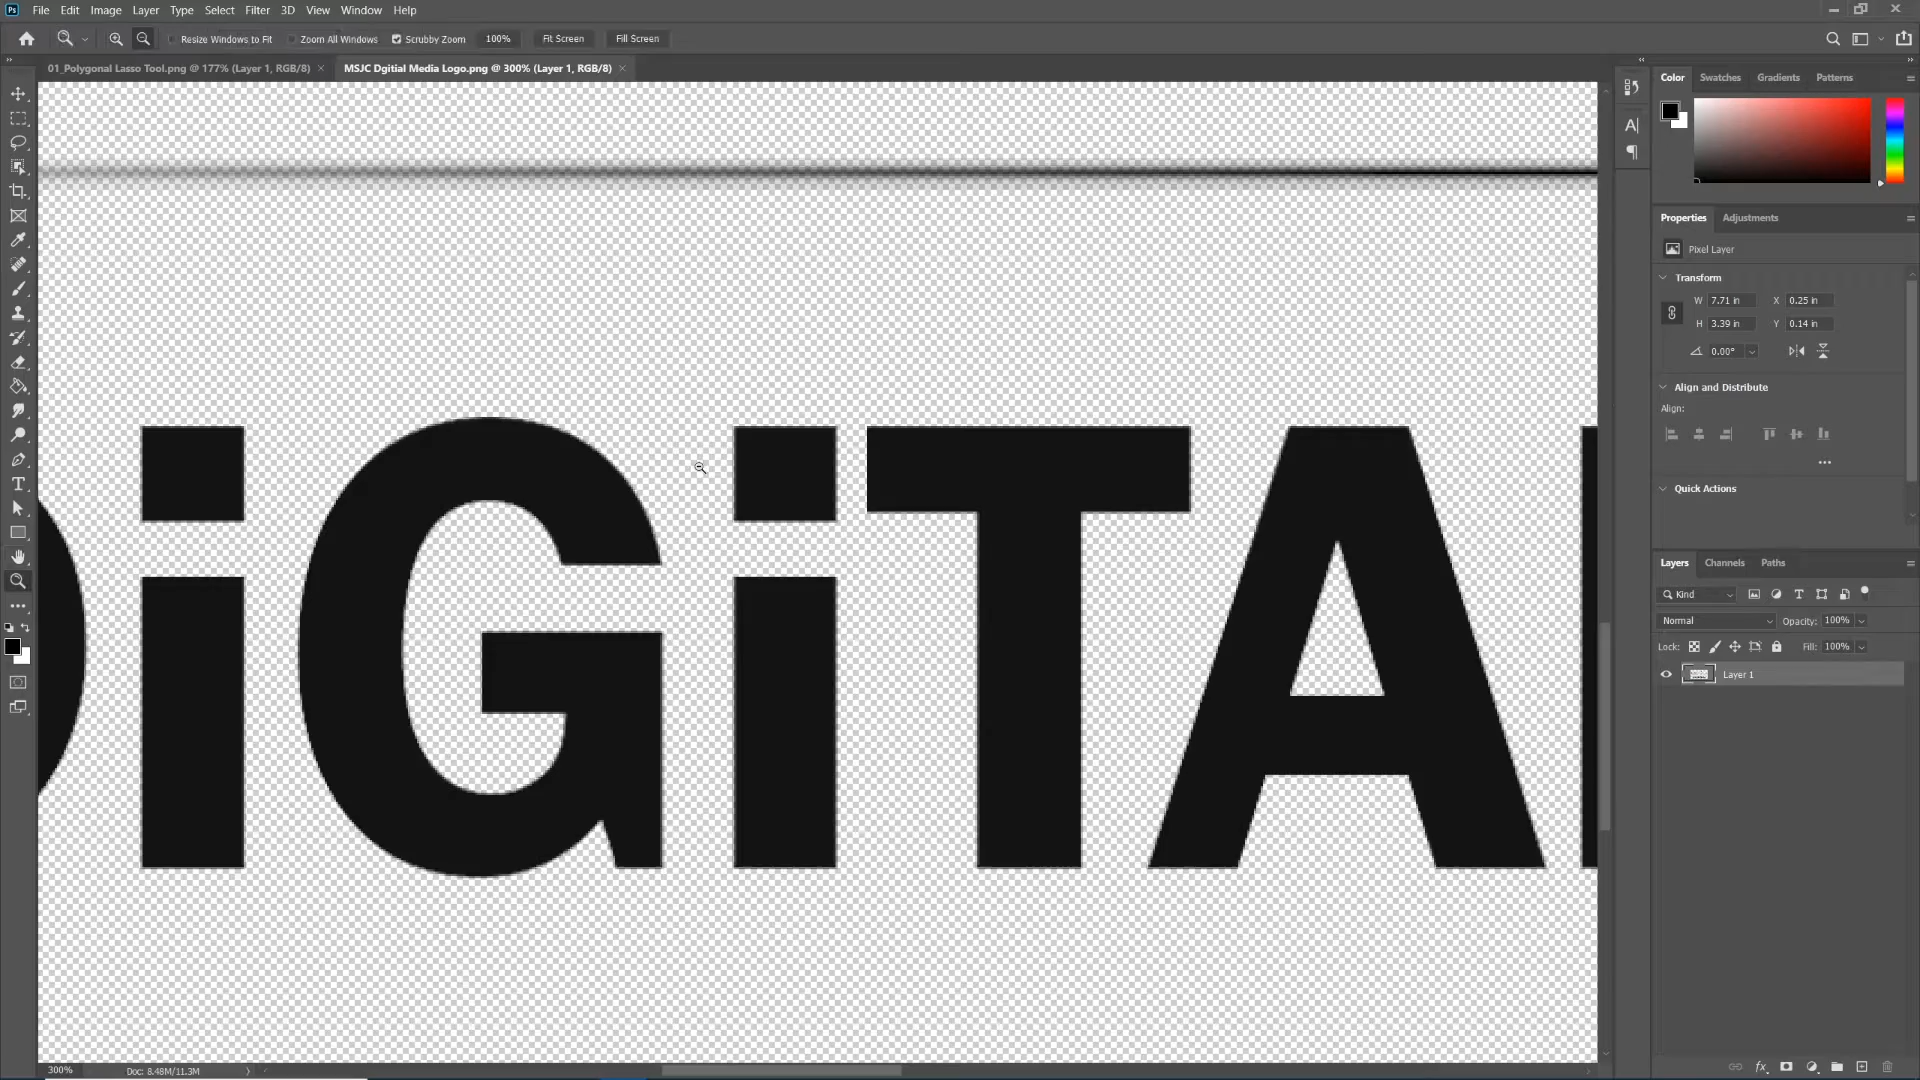 Ps File Edit Image Layer Type Select Filter 3D View Window Help
Resize Windows to Fit Zoom All Windows Scrubby Zoom 100% Fit Screen Fill Screen
01_Polygonal Lasso Tool.png @ 177% (Layer 1, RGB/8) MSJC Dgitial Media Logo.png @ 300% (Layer 1, RGB/8)
Color Swatches Gradients Patterns
Properties Adjustments
Pixel Layer
Transform
W 7.71 in X 0.25 in
H 3.39 in Y 0.14 in
0.00°
Align and Distribute
Align:
Quick Actions
DiGiTA
Layers Channels Paths
Kind
Normal Opacity: 100%
Lock: Fill: 100%
Layer 1
300% Doc: 8.48M/11.3M